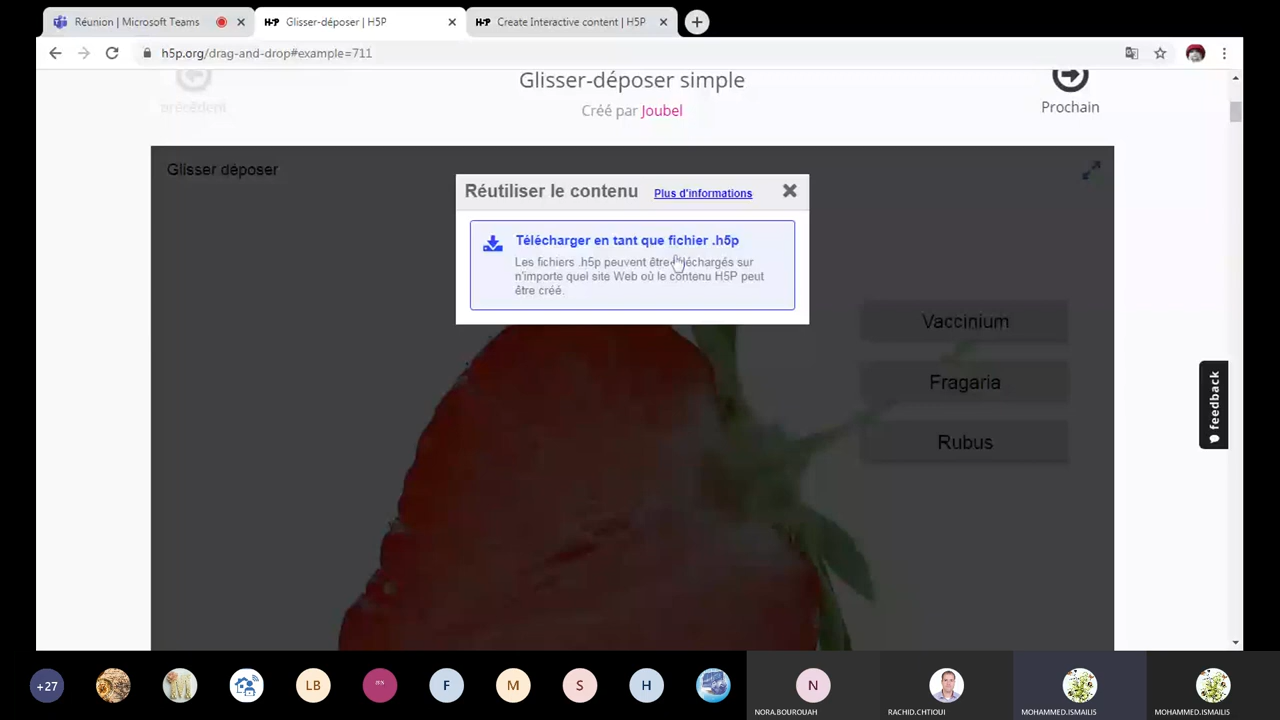 Réunion | Microsoft Teams
H-P Glisser-déposer | H5P
H-P Create Interactive content | H5P
h5p.org/drag-and-drop#example=711
Glisser-déposer simple
précédent
Créé par Joubel
Prochain
Glisser déposer
Réutiliser le contenu Plus d'informations
Télécharger en tant que fichier .h5p
Les fichiers .h5p peuvent être téléchargés sur
n'importe quel site Web où le contenu H5P peut
être créé.
Vaccinium
Fragaria
Rubus
feedback
+27
LB
F
M
S
H
N
NORA.BOUROUAH
RACHID.CHTIOUI
MOHAMMED.ISMAILIS
MOHAMMED.ISMAILIS